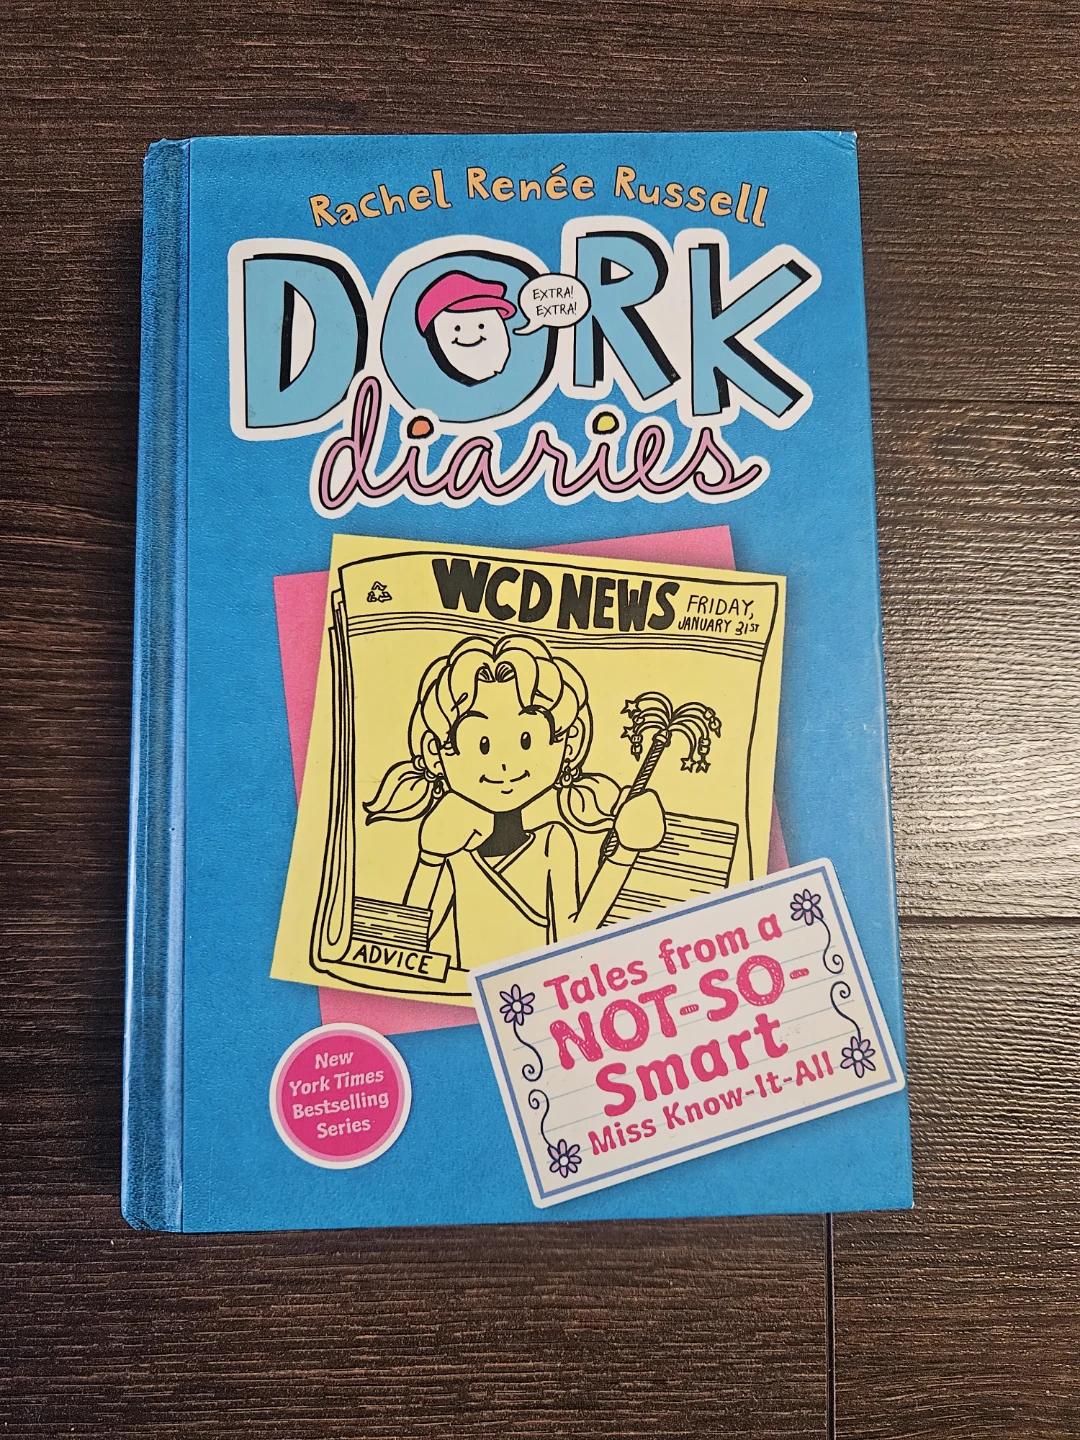 Rachel Renée Russell
DORK
EXTRA!
EXTRA!
diaries
WCD NEWS
FRIDAY,
JANUARY 31ST
ADVICE
Tales from a
NOT-SO-
Smart
Miss Know-It-All
New
York Times
Bestselling
Series